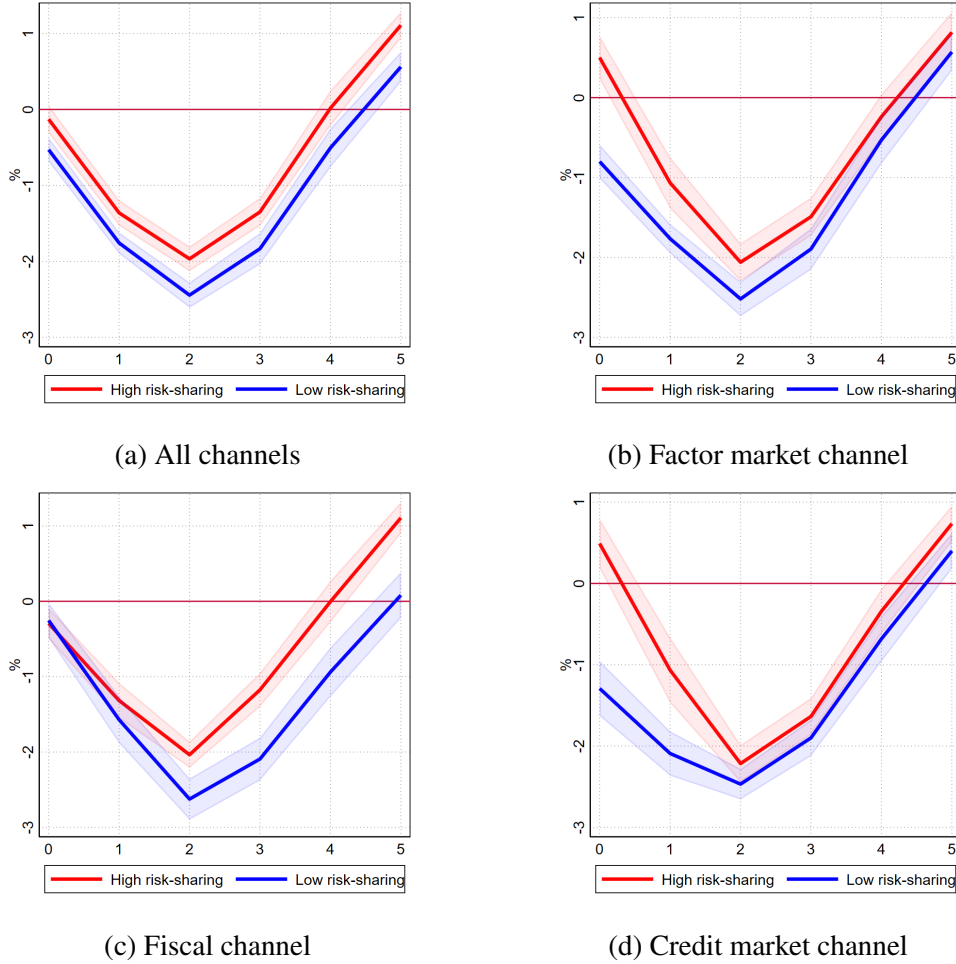 1
0
-1
%
-2
-3
0 1 2 3 4 5
High risk-sharing Low risk-sharing
(a) All channels
1
0
-1
%
-2
-3
0 1 2 3 4 5
High risk-sharing Low risk-sharing
(b) Factor market channel
1
0
-1
%
-2
-3
0 1 2 3 4 5
High risk-sharing Low risk-sharing
(c) Fiscal channel
1
0
-1
%
-2
-3
0 1 2 3 4 5
High risk-sharing Low risk-sharing
(d) Credit market channel